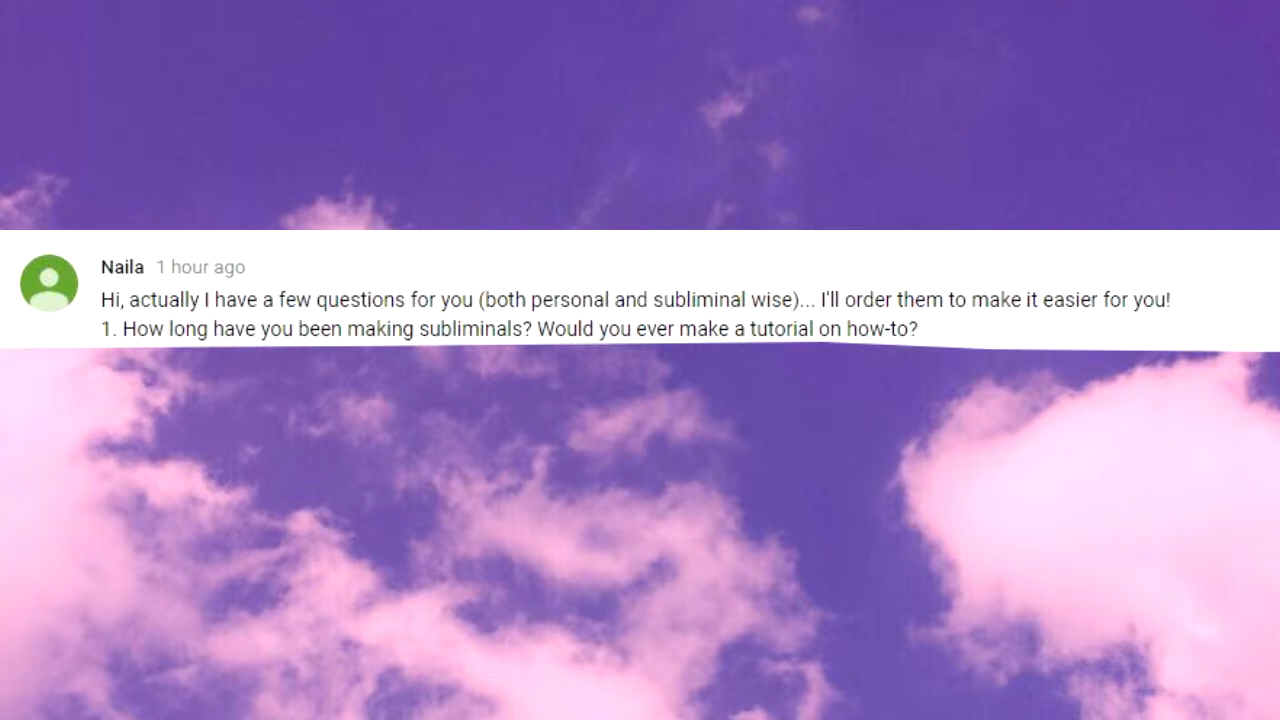 Naila 1 hour ago
Hi, actually I have a few questions for you (both personal and subliminal wise)... I'll order them to make it easier for you!
1. How long have you been making subliminals? Would you ever make a tutorial on how-to?